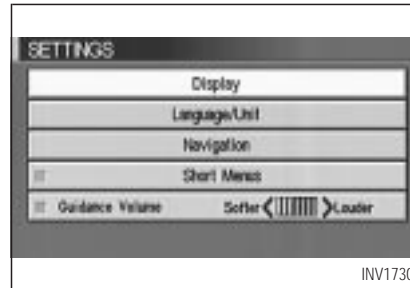 SETTINGS
Display
Language/Unit
Navigation
Short Menus
Guidance Volume Softer Louder
INV1730